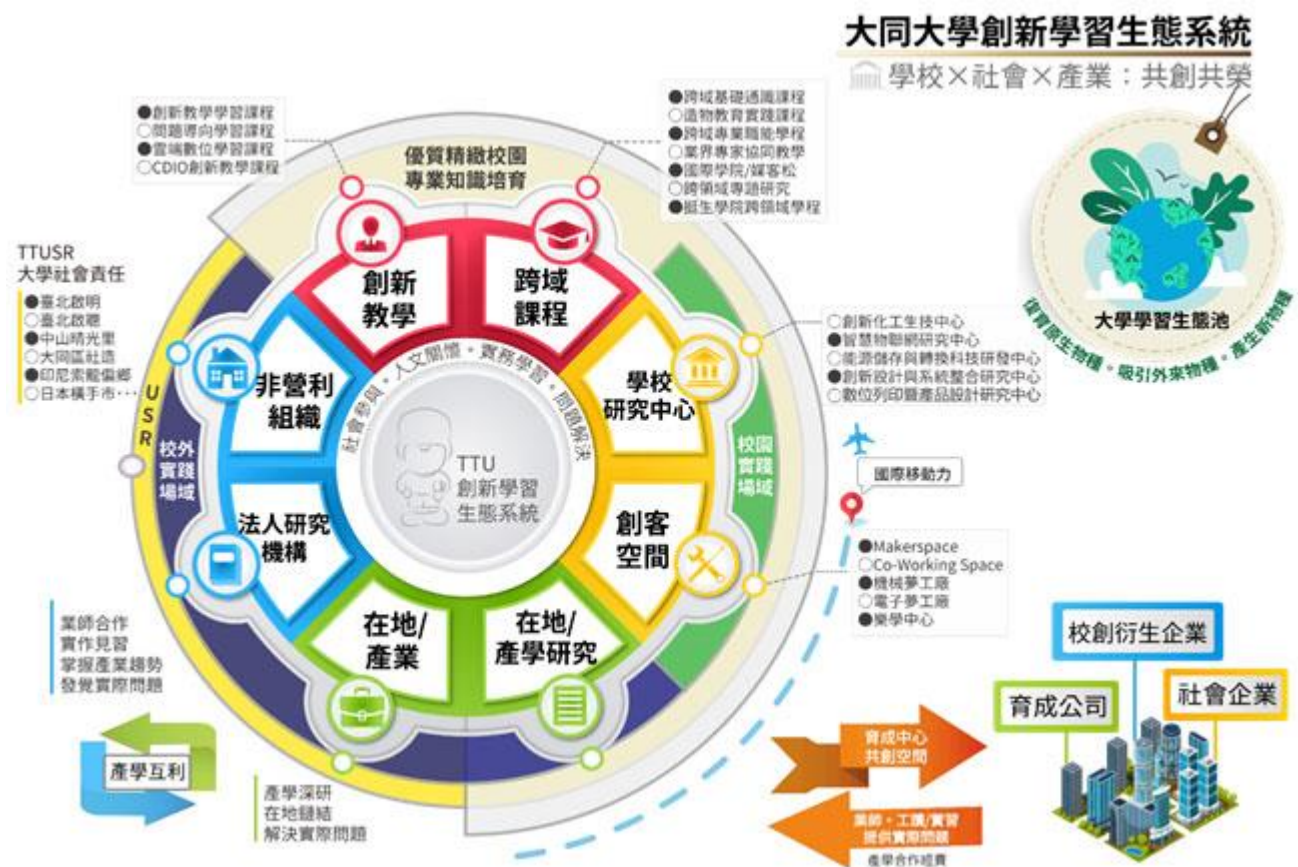 大同大學創新學習生態系統
學校×社會×產業：共創共榮
●創新教學學習課程
○問題導向學習課程
●雲端數位學習課程
○CDIO創新教學課程
●跨域基礎通識課程
○造物教育實踐課程
●跨域專業職能學程
○業界專家協同教學
●國際學院/媒客松
○跨領域專題研究
●挺生學院跨領域學程
優質精緻校園
專業知識培育
大學學習生態池
復育原生物種。吸引外來物種。產生新物種
TTUSR
大學社會責任
●臺北啟明
○臺北啟聰
●中山晴光里
○大同區社造
●印尼索龍偏鄉
○日本橫手市…
USR
校外
實踐
場域
創新
教學
跨域
課程
非營利
組織
學校
研究中心
法人研究
機構
創客
空間
在地/
產業
在地/
產學研究
社會參與。人文關懷。實務學習。問題解決
TTU
創新學習
生態系統
校園
實踐
場域
○創新化工生技中心
●智慧物聯網研究中心
○能源儲存與轉換科技研發中心
●創新設計與系統整合研究中心
○數位列印暨產品設計研究中心
國際移動力
●Makerspace
○Co-Working Space
●機械夢工廠
○電子夢工廠
●樂學中心
業師合作
實作見習
掌握產業趨勢
發覺實際問題
產學互利
產學深研
在地鏈結
解決實際問題
育成中心
共創空間
業師。工讀/實習
提供實際問題
產學合作經費
校創衍生企業
育成公司
社會企業